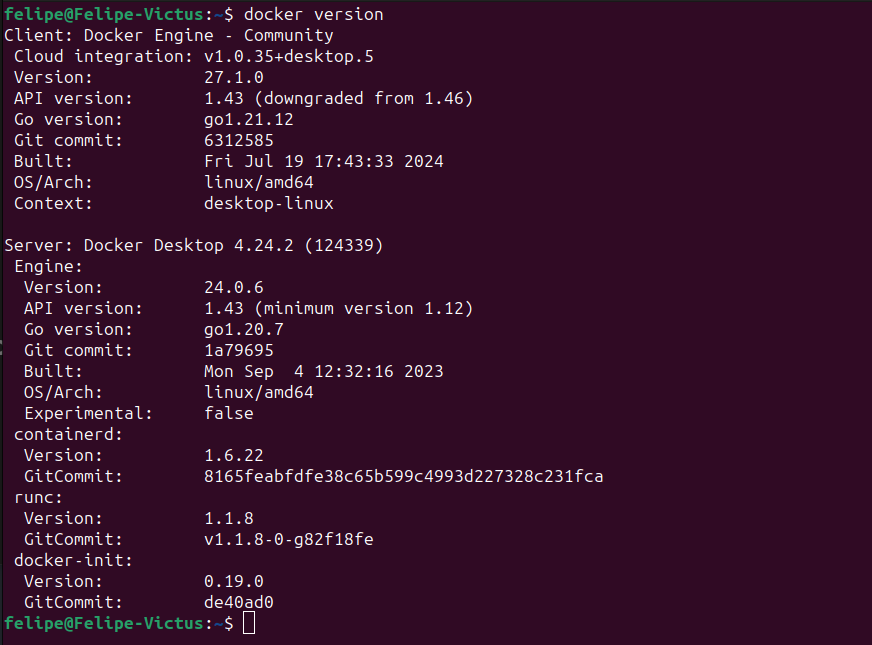 felipe@Felipe-Victus:~$ docker version
Client: Docker Engine - Community
 Cloud integration: v1.0.35+desktop.5
 Version:           27.1.0
 API version:       1.43 (downgraded from 1.46)
 Go version:        go1.21.12
 Git commit:        6312585
 Built:             Fri Jul 19 17:43:33 2024
 OS/Arch:           linux/amd64
 Context:           desktop-linux

Server: Docker Desktop 4.24.2 (124339)
 Engine:
  Version:          24.0.6
  API version:      1.43 (minimum version 1.12)
  Go version:       go1.20.7
  Git commit:       1a79695
  Built:            Mon Sep  4 12:32:16 2023
  OS/Arch:          linux/amd64
  Experimental:     false
 containerd:
  Version:          1.6.22
  GitCommit:        8165feabfdfe38c65b599c4993d227328c231fca
 runc:
  Version:          1.1.8
  GitCommit:        v1.1.8-0-g82f18fe
 docker-init:
  Version:          0.19.0
  GitCommit:        de40ad0
felipe@Felipe-Victus:~$